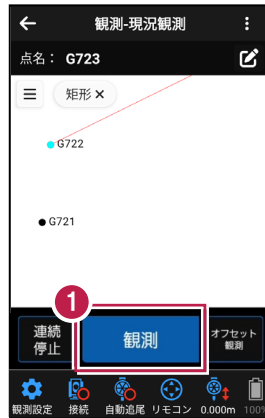 観測-現況観測
点名： G723
矩形 ×
G722
G721
1
連続
停止
観測
オフセット
観測
観測設定 接続 自動追尾 リモコン 0.000m 100%